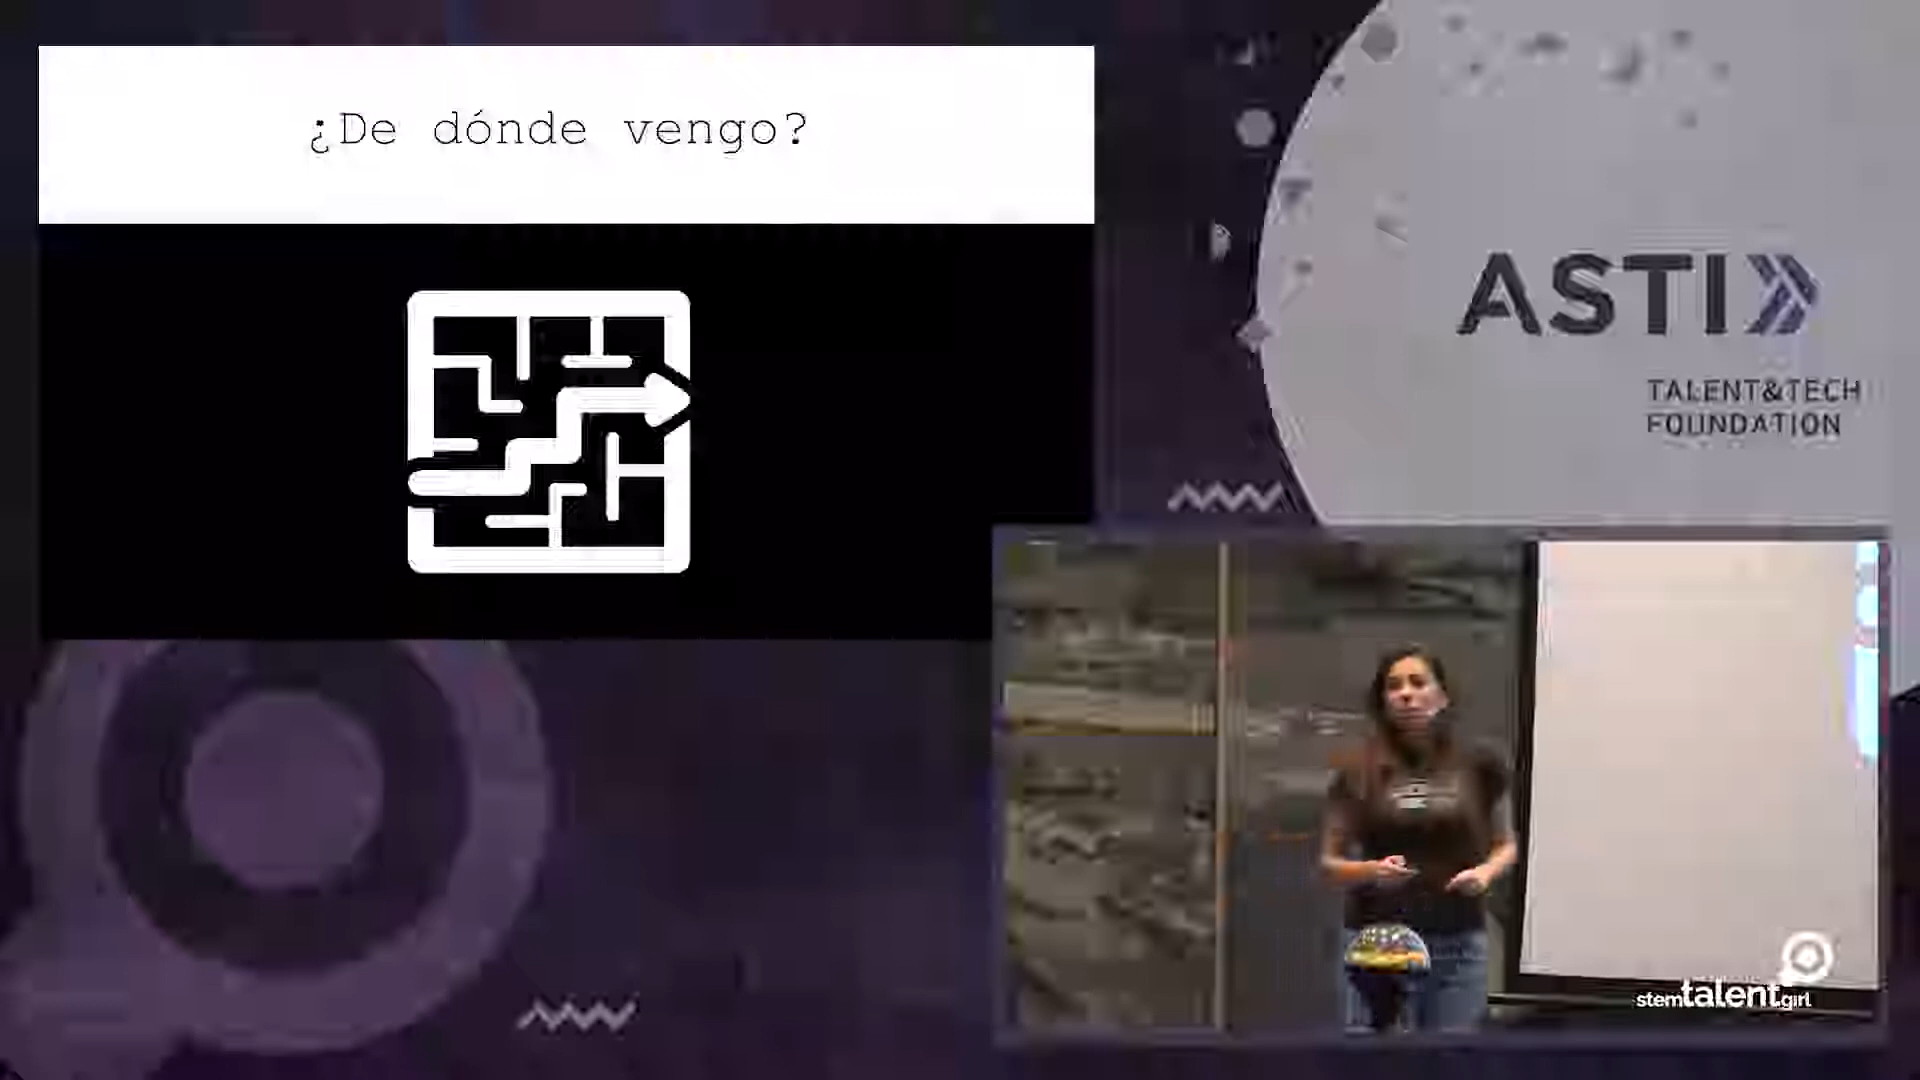 ¿De dónde vengo?
ASTI
TALENT&TECH
FOUNDATION
stemtalentgirl